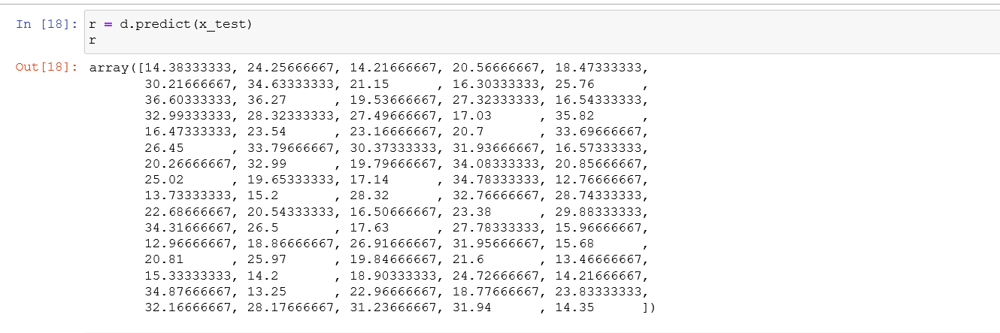 In [18]: r = d.predict(x_test)
r
Out[18]: array([14.38333333, 24.25666667, 14.21666667, 20.56666667, 18.47333333,
30.21666667, 34.63333333, 21.15      , 16.30333333, 25.76      ,
36.60333333, 36.27      , 19.53666667, 27.32333333, 16.54333333,
32.99333333, 28.32333333, 27.49666667, 17.03      , 35.82      ,
16.47333333, 23.54      , 23.16666667, 20.7       , 33.69666667,
26.45      , 33.79666667, 30.37333333, 31.93666667, 16.57333333,
20.26666667, 32.99      , 19.79666667, 34.08333333, 20.85666667,
25.02      , 19.65333333, 17.14      , 34.78333333, 12.76666667,
13.73333333, 15.2       , 28.32      , 32.76666667, 28.74333333,
22.68666667, 20.54333333, 16.50666667, 23.38      , 29.88333333,
34.31666667, 26.5       , 17.63      , 27.78333333, 15.96666667,
12.96666667, 18.86666667, 26.91666667, 31.95666667, 15.68      ,
20.81      , 25.97      , 19.84666667, 21.6       , 13.46666667,
15.33333333, 14.2       , 18.90333333, 24.72666667, 14.21666667,
34.87666667, 13.25      , 22.96666667, 18.77666667, 23.83333333,
32.16666667, 28.17666667, 31.23666667, 31.94      , 14.35      ])